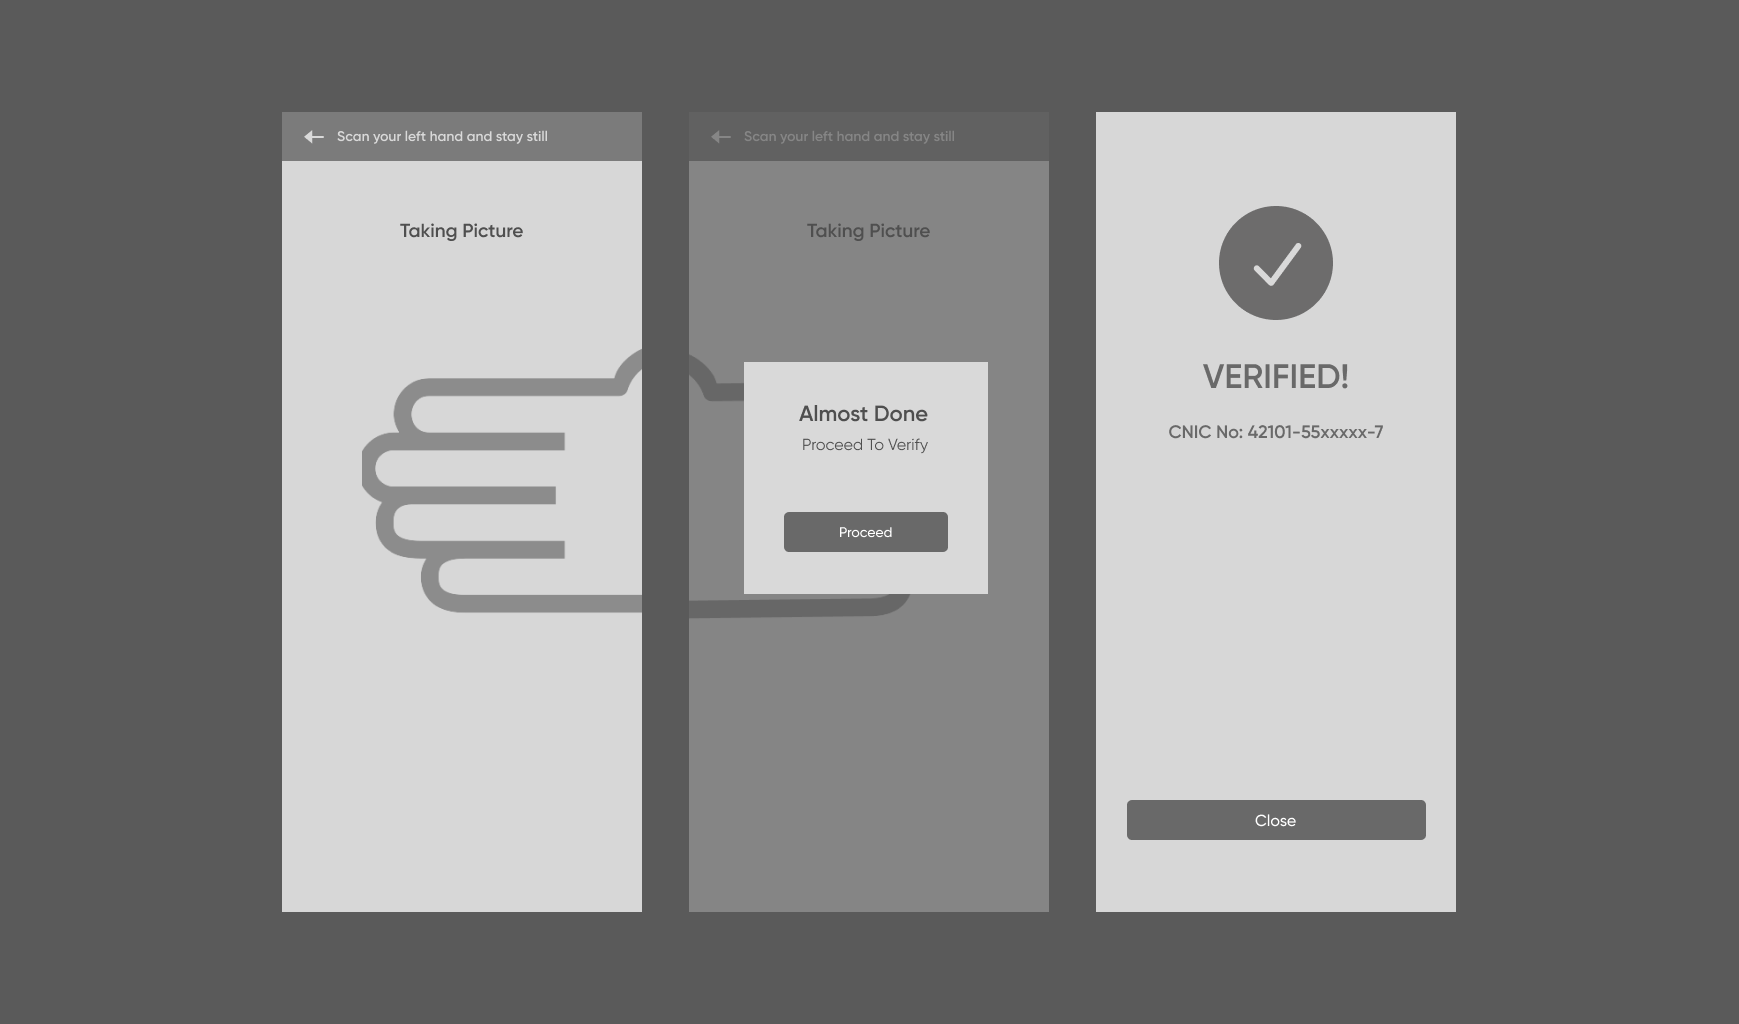 Scan your left hand and stay still
Taking Picture
Scan your left hand and stay still
Taking Picture
Almost Done
Proceed To Verify
Proceed
VERIFIED!
CNIC No: 42101-55xxxxx-7
Close